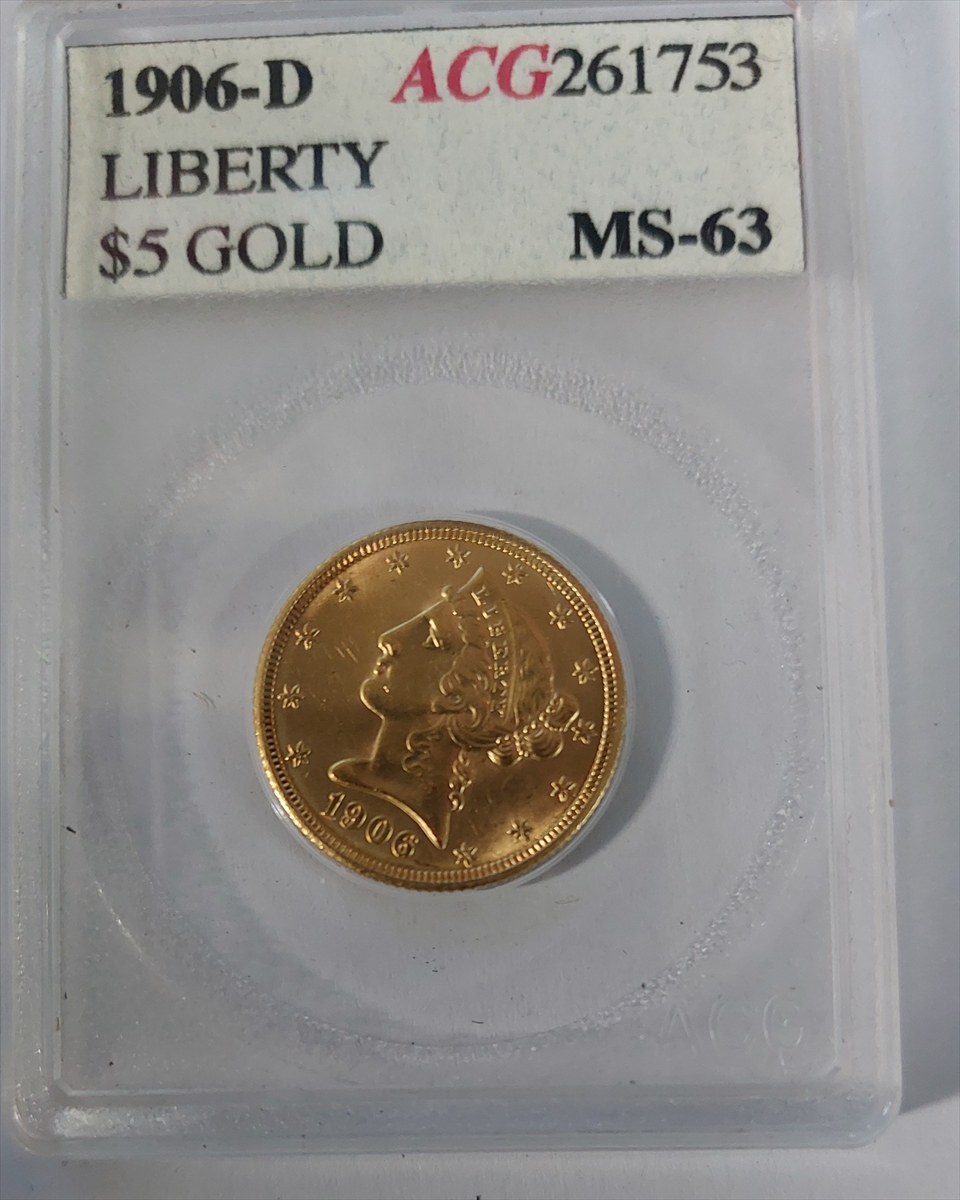 1906-D ACG261753
LIBERTY
$5 GOLD MS-63
LIBERTY
1906
ACG